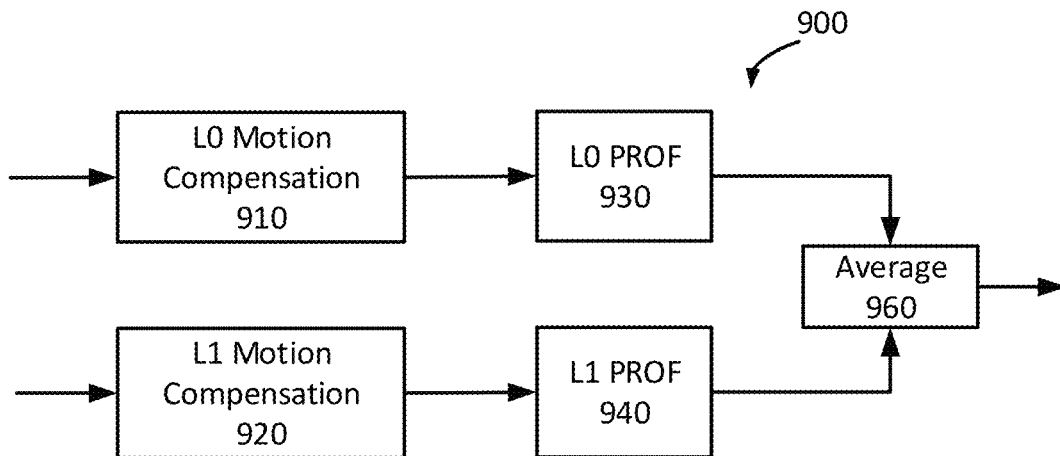 900
L0 Motion
Compensation
910
L0 PROF
930
Average
960
L1 Motion
Compensation
920
L1 PROF
940